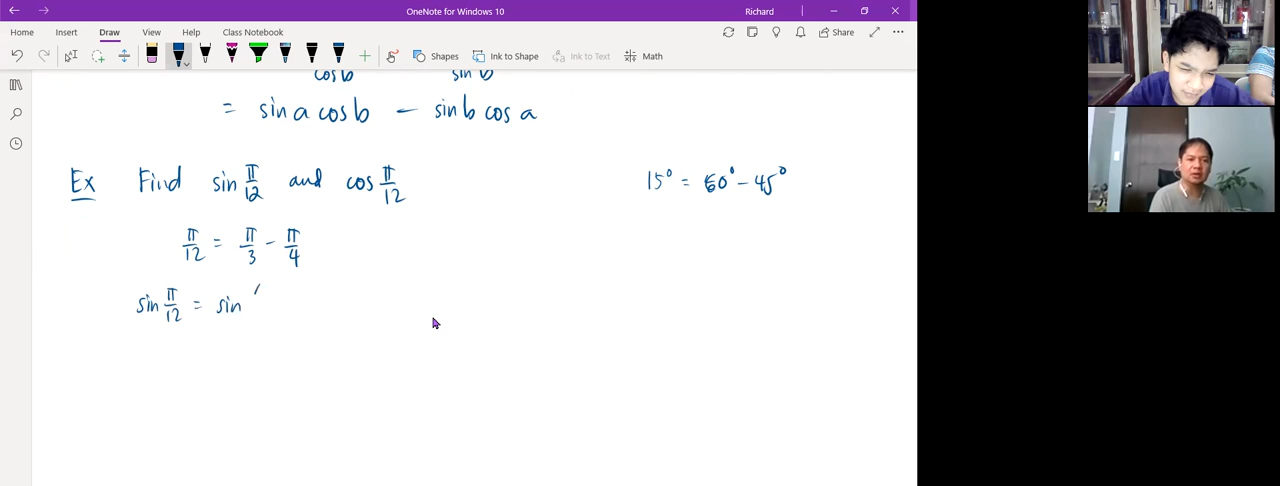 OneNote for Windows 10
Richard
Home Insert Draw View Help Class Notebook
Share
Shapes Ink to Shape Ink to Text Math
cos b sin b
= sin a cos b − sin b cos a
Ex Find sin π/12 and cos π/12
15° = 60° − 45°
π/12 = π/3 − π/4
sin π/12 = sin (